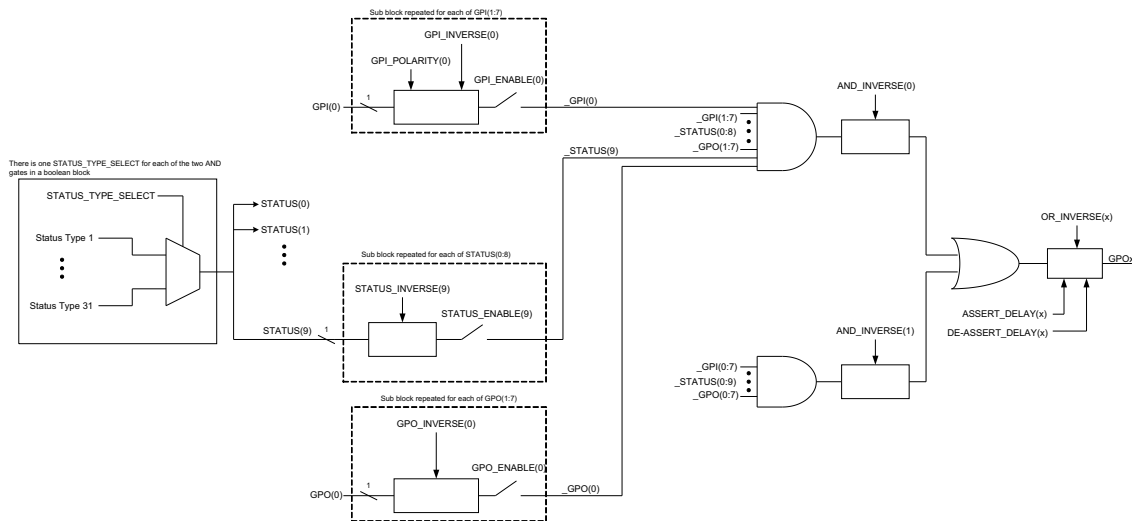 Sub block repeated for each of GPI(1:7)
GPI_INVERSE(0)
GPI_POLARITY(0)
GPI_ENABLE(0)
GPI(0)
1
_GPI(0)
_GPI(1:7)
_STATUS(0:8)
_GPO(1:7)
_STATUS(9)
AND_INVERSE(0)
There is one STATUS_TYPE_SELECT for each of the two AND
gates in a boolean block
STATUS_TYPE_SELECT
Status Type 1
Status Type 31
STATUS(0)
STATUS(1)
STATUS(9)
1
Sub block repeated for each of STATUS(0:8)
STATUS_INVERSE(9)
STATUS_ENABLE(9)
OR_INVERSE(x)
GPOx
ASSERT_DELAY(x)
DE-ASSERT_DELAY(x)
AND_INVERSE(1)
_GPI(0:7)
_STATUS(0:9)
_GPO(0:7)
Sub block repeated for each of GPO(1:7)
GPO_INVERSE(0)
GPO_ENABLE(0)
GPO(0)
1
_GPO(0)